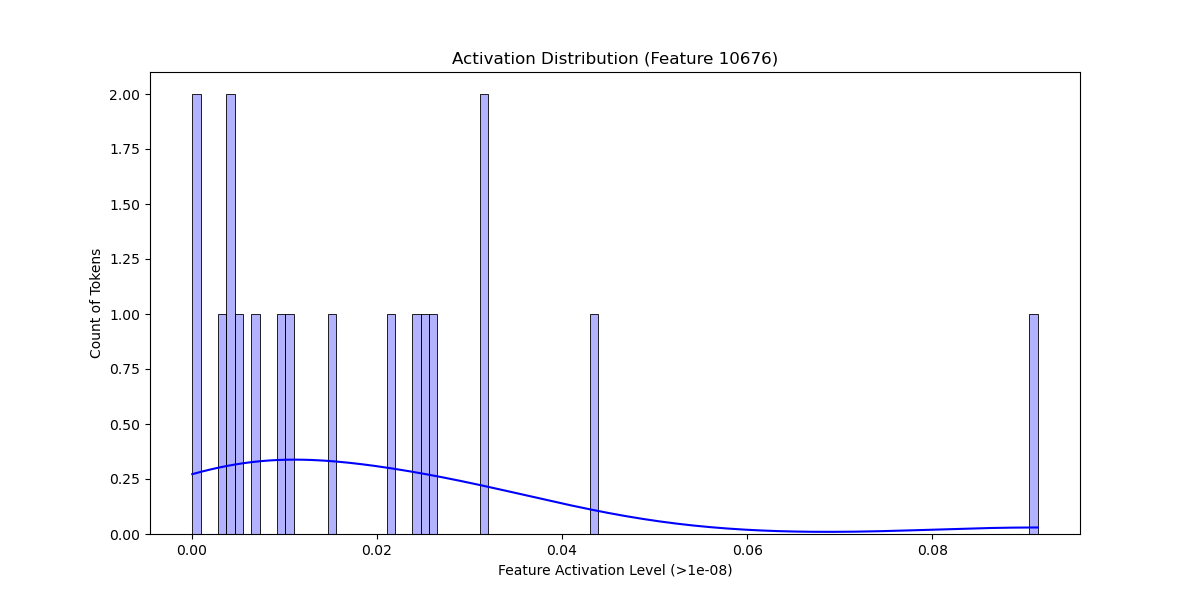 Activation Distribution (Feature 10676)
2.00
1.75
1.50
1.25
1.00
0.75
0.50
0.25
0.00
Count of Tokens
0.00 0.02 0.04 0.06 0.08
Feature Activation Level (>1e-08)